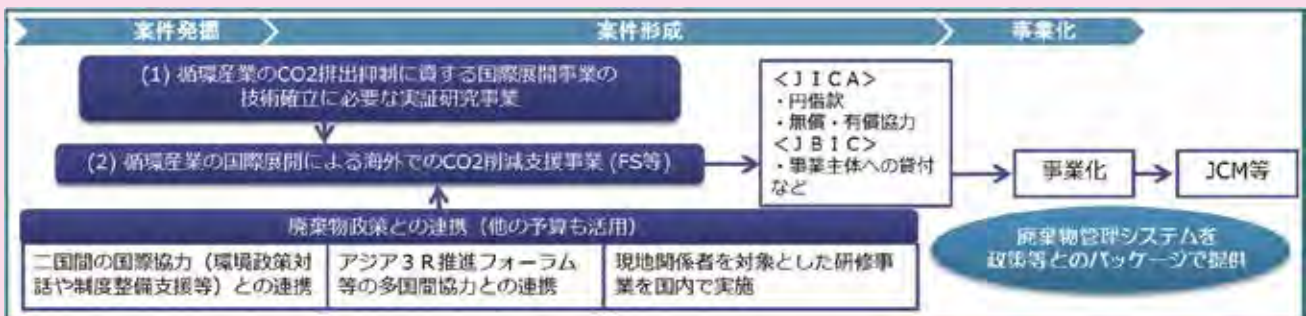 案件発掘
案件形成
事業化
(1) 循環産業のCO2排出抑制に資する国際展開事業の
技術確立に必要な実証研究事業
(2) 循環産業の国際展開による海外でのCO2削減支援事業 (FS等)
廃棄物政策との連携（他の予算も活用）
二国間の国際協力（環境政策対
話や制度整備支援等）との連携
アジア３Ｒ推進フォーラム
等の多国間協力との連携
現地関係者を対象とした研修事
業を国内で実施
＜ＪＩＣＡ＞
・円借款
・無償・有償協力
＜ＪＢＩＣ＞
・事業主体への貸付
など
事業化
JCM等
廃棄物管理システムを
政策等とのパッケージで提供